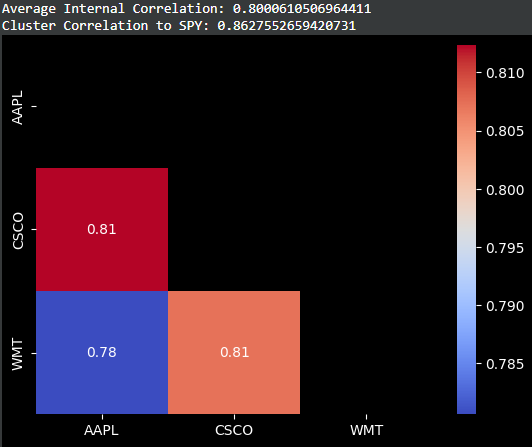 Average Internal Correlation: 0.8000610506964411
Cluster Correlation to SPY: 0.8627552659420731
0.810
AAPL
0.805
0.800
CSCO
0.81
0.795
0.790
WMT
0.78
0.81
0.785
AAPL
CSCO
WMT